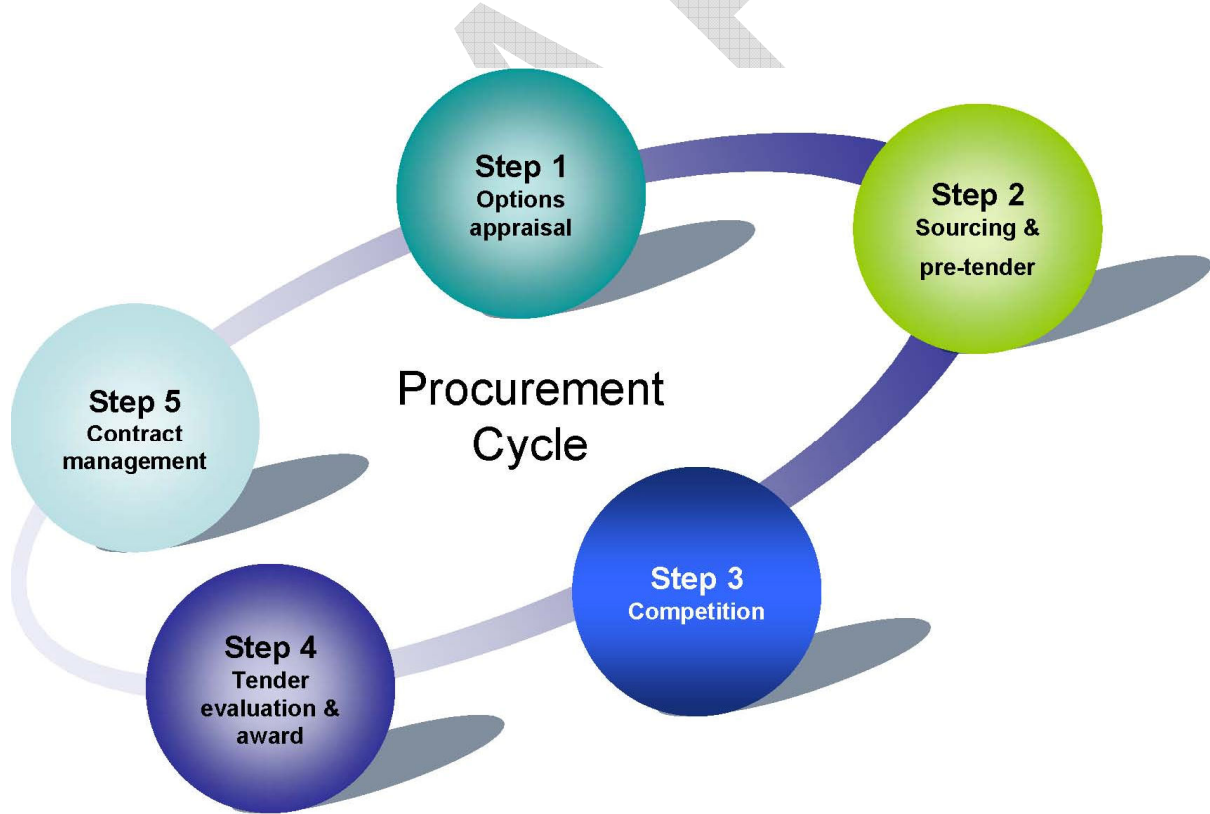 Step 1
Options
appraisal
Step 2
Sourcing &
pre-tender
Procurement
Cycle
Step 5
Contract
management
Step 3
Competition
Step 4
Tender
evaluation &
award